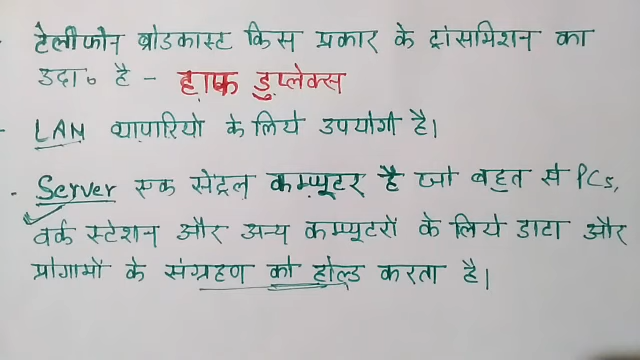 - टेलीफोन ब्रोडकास्ट किस प्रकार के ट्रांसमिशन का
उदा० है - हाफ डुप्लेक्स
- LAN व्यापारियो के लिये उपयोगी है।
- Server एक सेंट्रल कम्प्यूटर है जो बहुत से PCs,
वर्क स्टेशन और अन्य कम्प्यूटरों के लिये डाटा और
प्रोगामों के संग्रहण को होल्ड करता है।